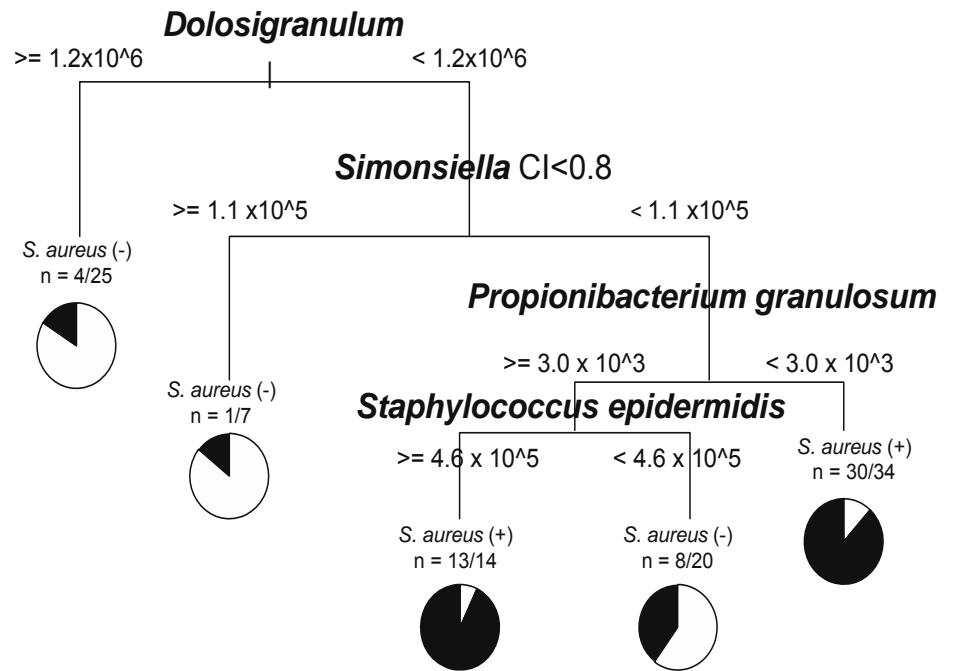 Dolosigranulum
>= 1.2x10^6
< 1.2x10^6
Simonsiella CI<0.8
>= 1.1 x10^5
< 1.1 x10^5
S. aureus (-)
n = 4/25
Propionibacterium granulosum
>= 3.0 x 10^3
< 3.0 x 10^3
S. aureus (-)
n = 1/7
Staphylococcus epidermidis
>= 4.6 x 10^5
< 4.6 x 10^5
S. aureus (+)
n = 30/34
S. aureus (+)
n = 13/14
S. aureus (-)
n = 8/20